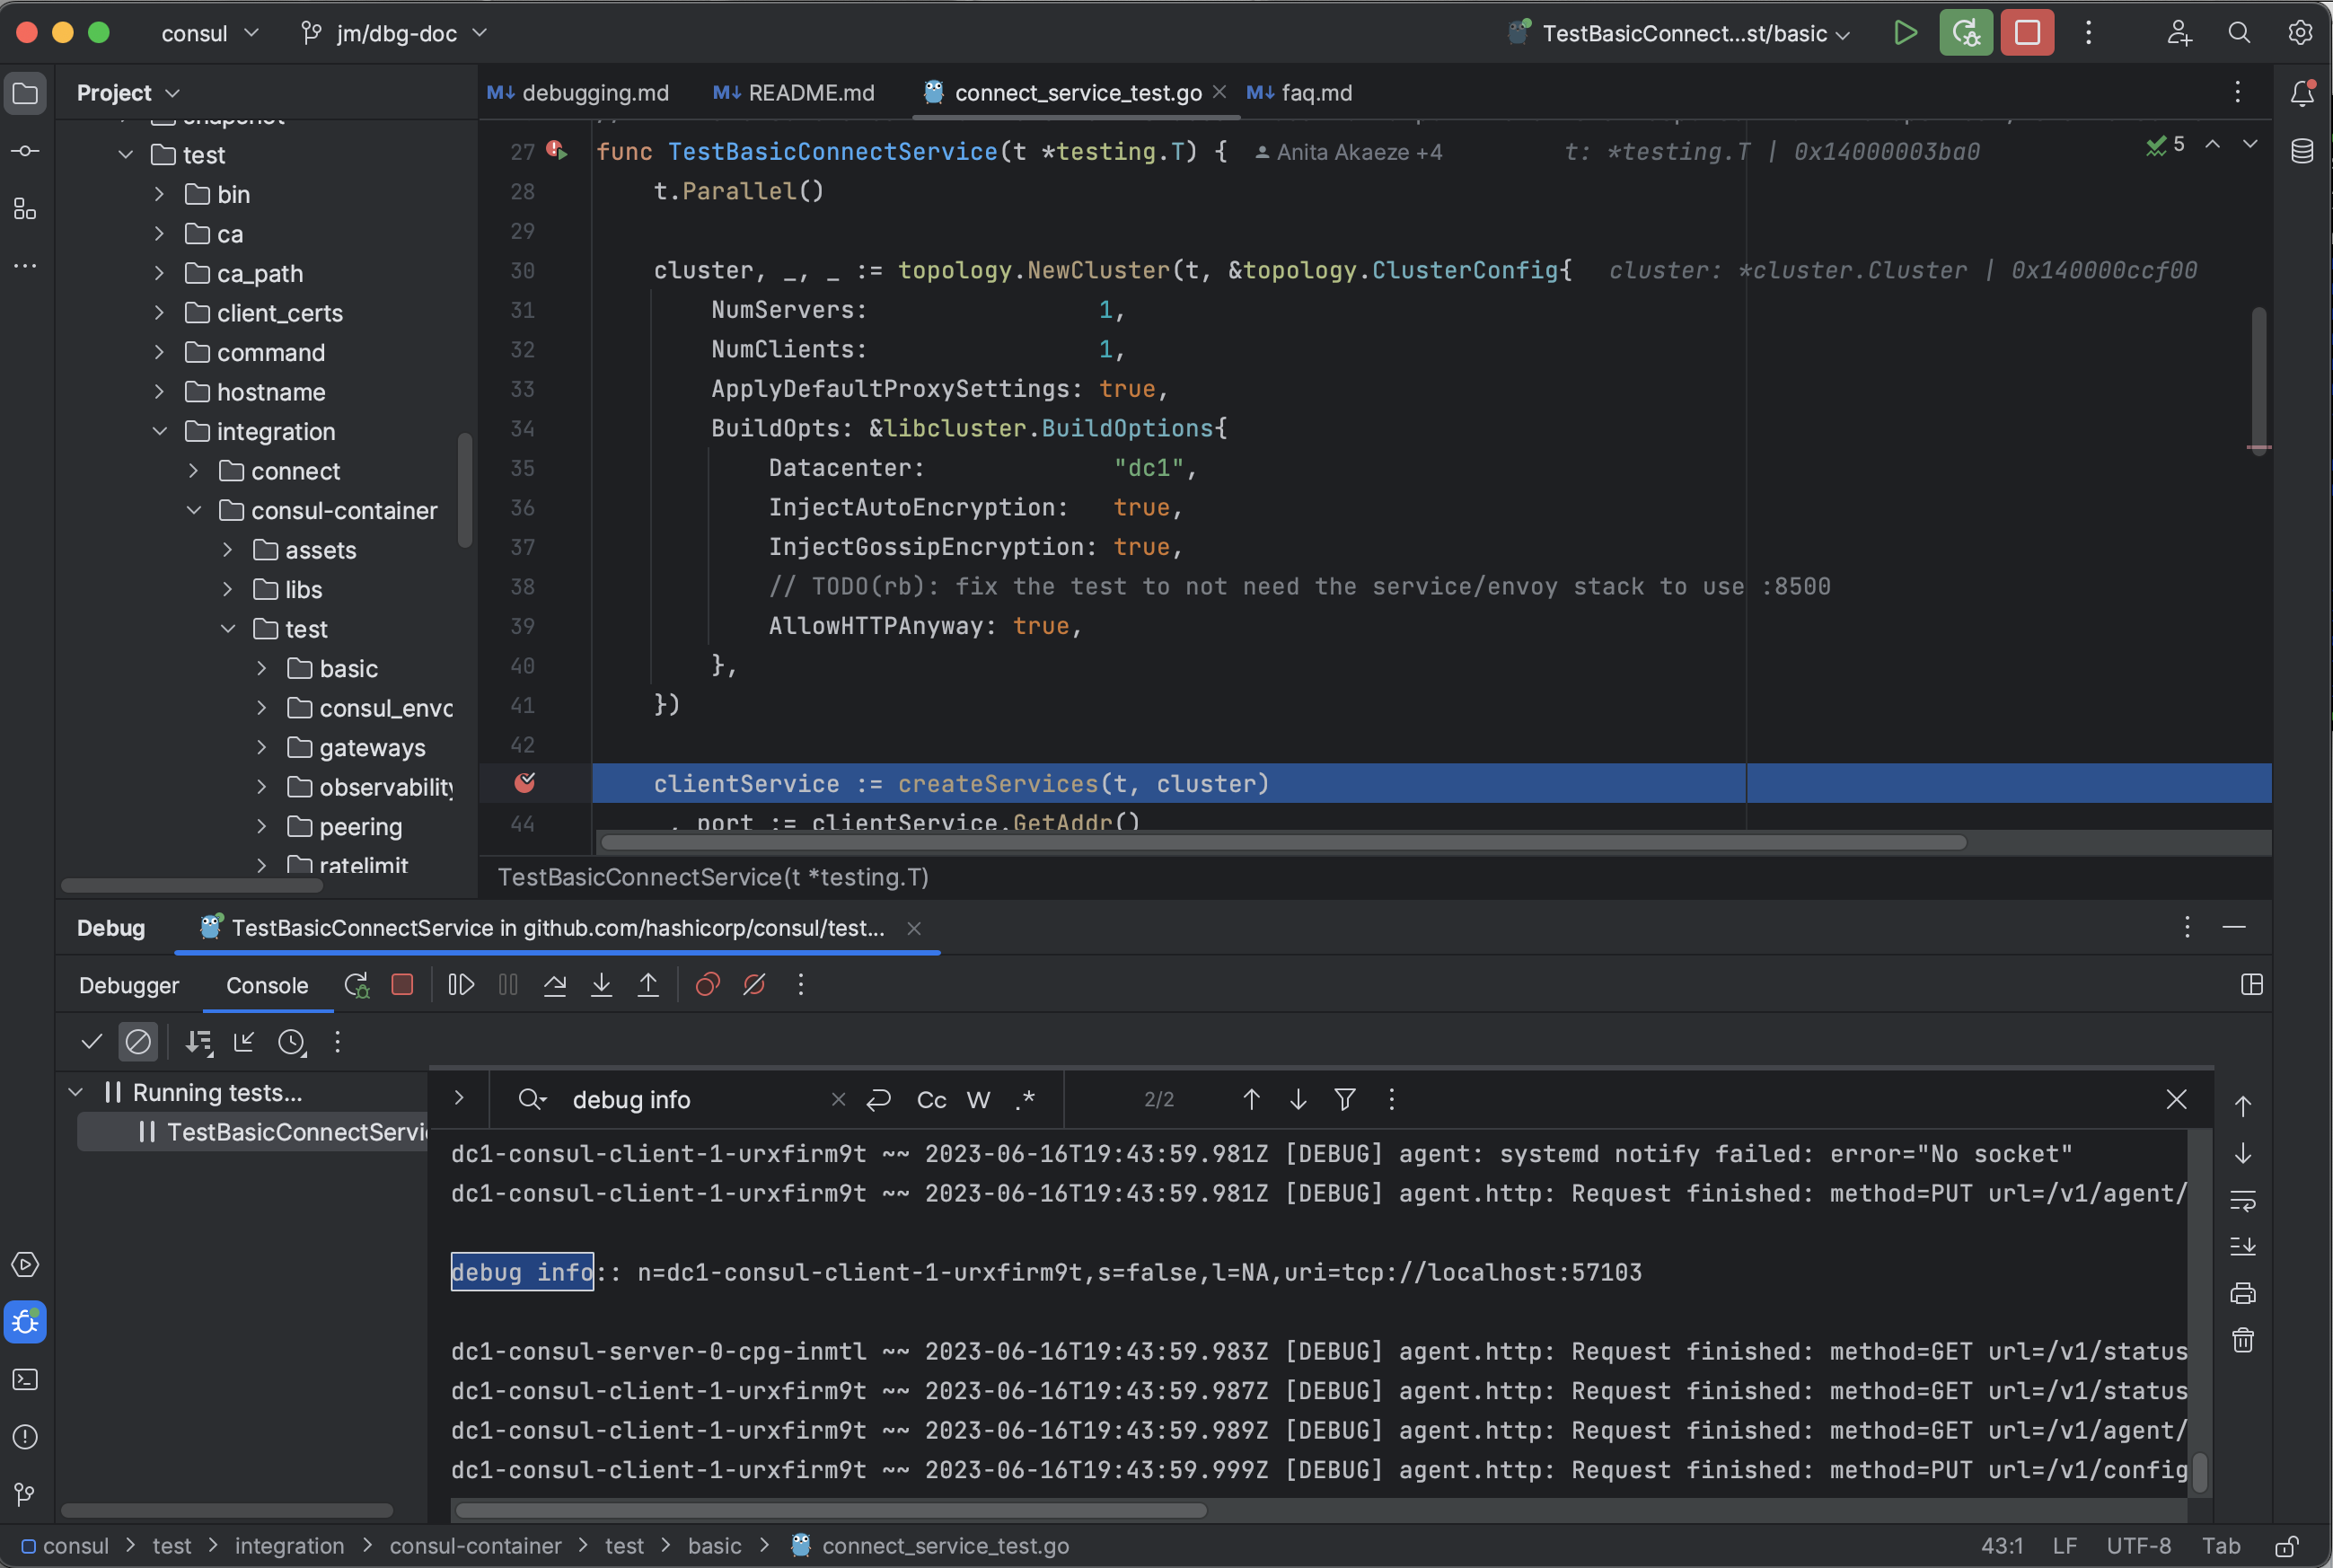 consul
jm/dbg-doc
TestBasicConnect...st/basic
Project
debugging.md
README.md
connect_service_test.go
faq.md
snapshot
test
bin
ca
ca_path
client_certs
command
hostname
integration
connect
consul-container
assets
libs
test
basic
consul_envo
gateways
observability
peering
ratelimit
27 func TestBasicConnectService(t *testing.T) { Anita Akaeze +4 t: *testing.T | 0x14000003ba0
5
28 t.Parallel()
29
30 cluster, _, _ := topology.NewCluster(t, &topology.ClusterConfig{ cluster: *cluster.Cluster | 0x140000ccf00
31 NumServers: 1,
32 NumClients: 1,
33 ApplyDefaultProxySettings: true,
34 BuildOpts: &libcluster.BuildOptions{
35 Datacenter: "dc1",
36 InjectAutoEncryption: true,
37 InjectGossipEncryption: true,
38 // TODO(rb): fix the test to not need the service/envoy stack to use :8500
39 AllowHTTPAnyway: true,
40 },
41 })
42
clientService := createServices(t, cluster)
44 _, port := clientService.GetAddr()
TestBasicConnectService(t *testing.T)
Debug
TestBasicConnectService in github.com/hashicorp/consul/test...
Debugger
Console
Running tests...
TestBasicConnectServi
debug info
Cc W .*
2/2
dc1-consul-client-1-urxfirm9t ~~ 2023-06-16T19:43:59.981Z [DEBUG] agent: systemd notify failed: error="No socket"
dc1-consul-client-1-urxfirm9t ~~ 2023-06-16T19:43:59.981Z [DEBUG] agent.http: Request finished: method=PUT url=/v1/agent/
debug info:: n=dc1-consul-client-1-urxfirm9t,s=false,l=NA,uri=tcp://localhost:57103
dc1-consul-server-0-cpg-inmtl ~~ 2023-06-16T19:43:59.983Z [DEBUG] agent.http: Request finished: method=GET url=/v1/status
dc1-consul-client-1-urxfirm9t ~~ 2023-06-16T19:43:59.987Z [DEBUG] agent.http: Request finished: method=GET url=/v1/status
dc1-consul-client-1-urxfirm9t ~~ 2023-06-16T19:43:59.989Z [DEBUG] agent.http: Request finished: method=GET url=/v1/agent/
dc1-consul-client-1-urxfirm9t ~~ 2023-06-16T19:43:59.999Z [DEBUG] agent.http: Request finished: method=PUT url=/v1/config
consul > test > integration > consul-container > test > basic > connect_service_test.go
43:1 LF UTF-8 Tab